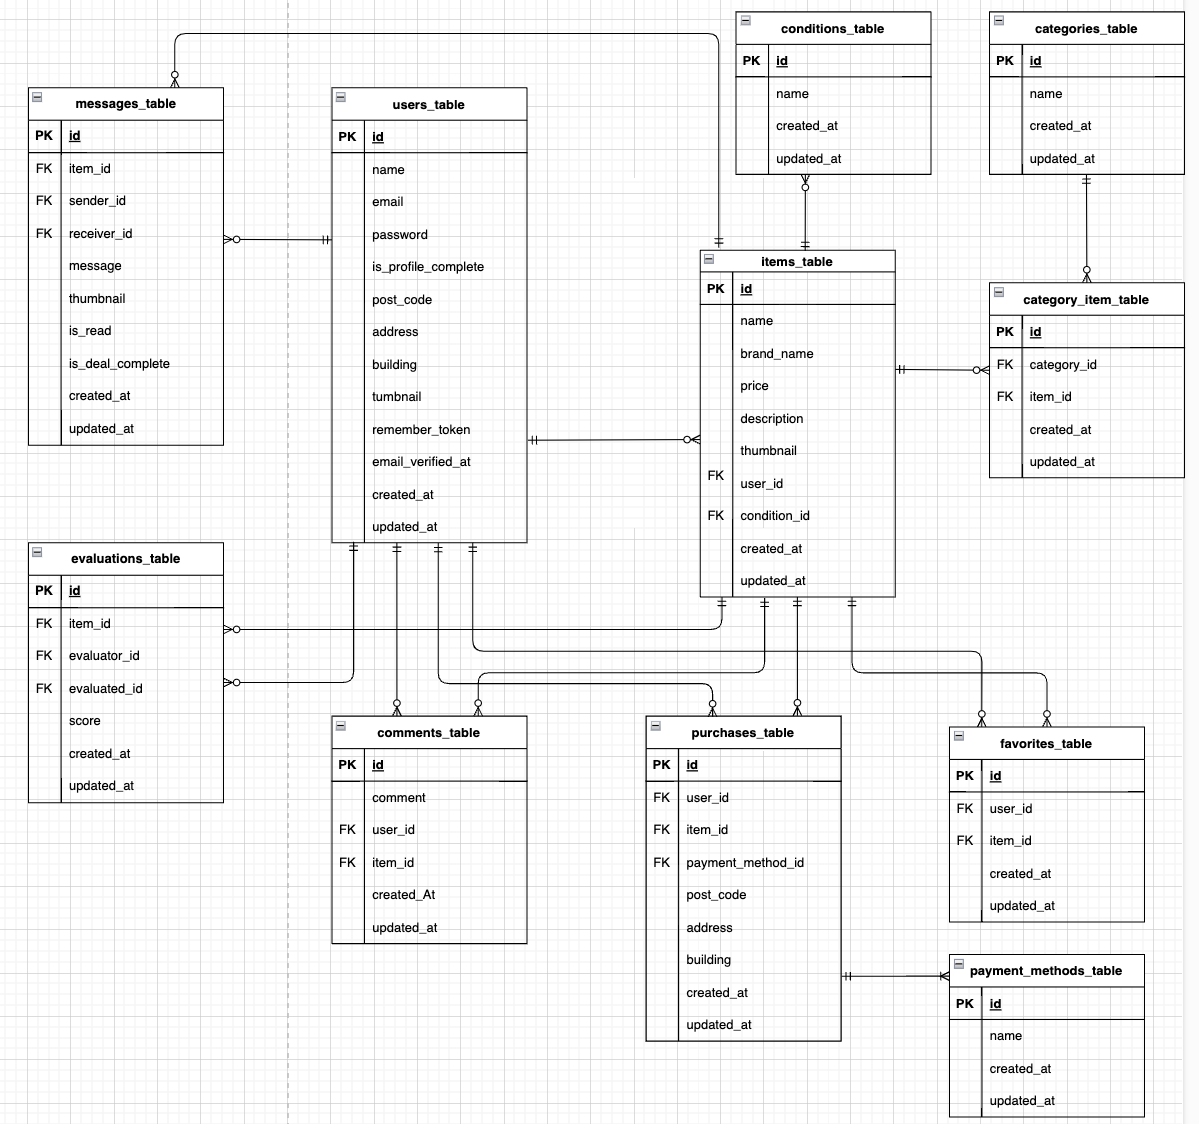 conditions_table
PK id
name
created_at
updated_at
categories_table
PK id
name
created_at
updated_at
messages_table
PK id
FK item_id
FK sender_id
FK receiver_id
message
thumbnail
is_read
is_deal_complete
created_at
updated_at
users_table
PK id
name
email
password
is_profile_complete
post_code
address
building
tumbnail
remember_token
email_verified_at
created_at
updated_at
items_table
PK id
name
brand_name
price
description
thumbnail
FK user_id
FK condition_id
created_at
updated_at
category_item_table
PK id
FK category_id
FK item_id
created_at
updated_at
evaluations_table
PK id
FK item_id
FK evaluator_id
FK evaluated_id
score
created_at
updated_at
comments_table
PK id
comment
FK user_id
FK item_id
created_At
updated_at
purchases_table
PK id
FK user_id
FK item_id
FK payment_method_id
post_code
address
building
created_at
updated_at
favorites_table
PK id
FK user_id
FK item_id
created_at
updated_at
payment_methods_table
PK id
name
created_at
updated_at